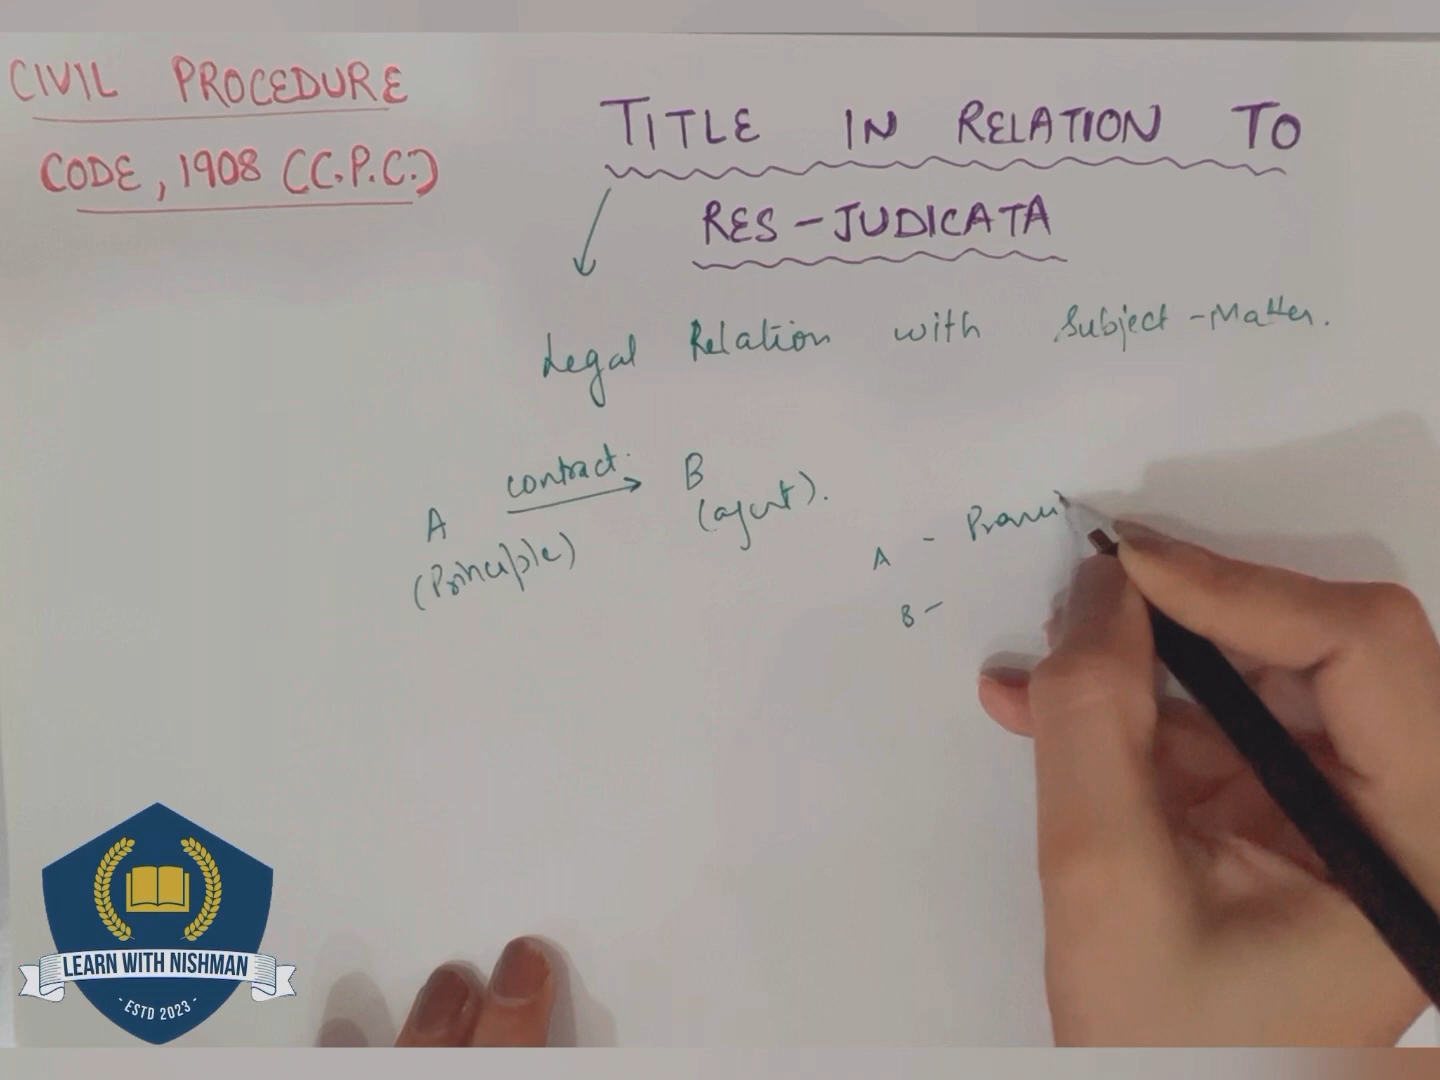 CIVIL PROCEDURE
CODE, 1908 (C.P.C.)
TITLE IN RELATION TO
RES-JUDICATA
Legal Relation with Subject-Matter.
A contract. B
(Principle) (agent).
A -
B -
LEARN WITH NISHMAN
- ESTD 2023 -